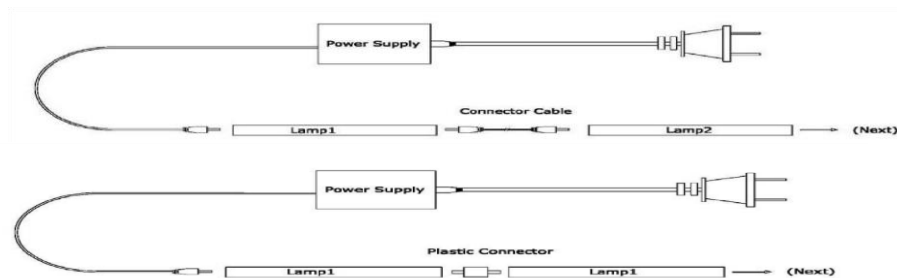 Power Supply
Connector Cable
Lamp1
Lamp2
(Next)
Power Supply
Plastic Connector
Lamp1
Lamp1
(Next)